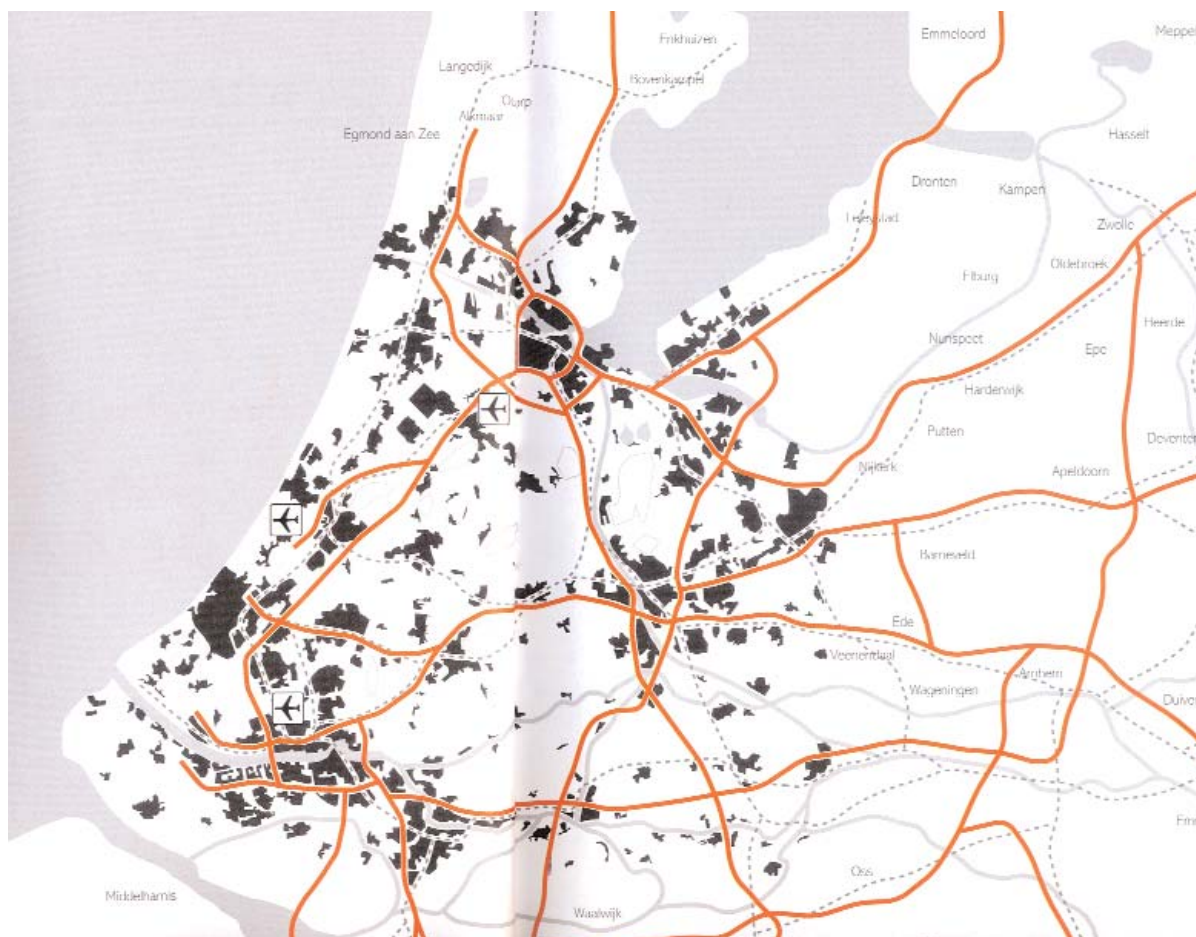 Enkhuizen
Emmeloord
Meppel
Langedijk
Bovenkarspel
Alkmaar
Egmond aan Zee
Hasselt
Dronten
Kampen
Lelystad
Zwolle
Oldebroek
Elburg
Heerde
Nunspeet
Epe
Harderwijk
Putten
Deventer
Nijkerk
Apeldoorn
Barneveld
Ede
Veenendaal
Arnhem
Wageningen
Duiven
Oss
Middelharnis
Waalwijk